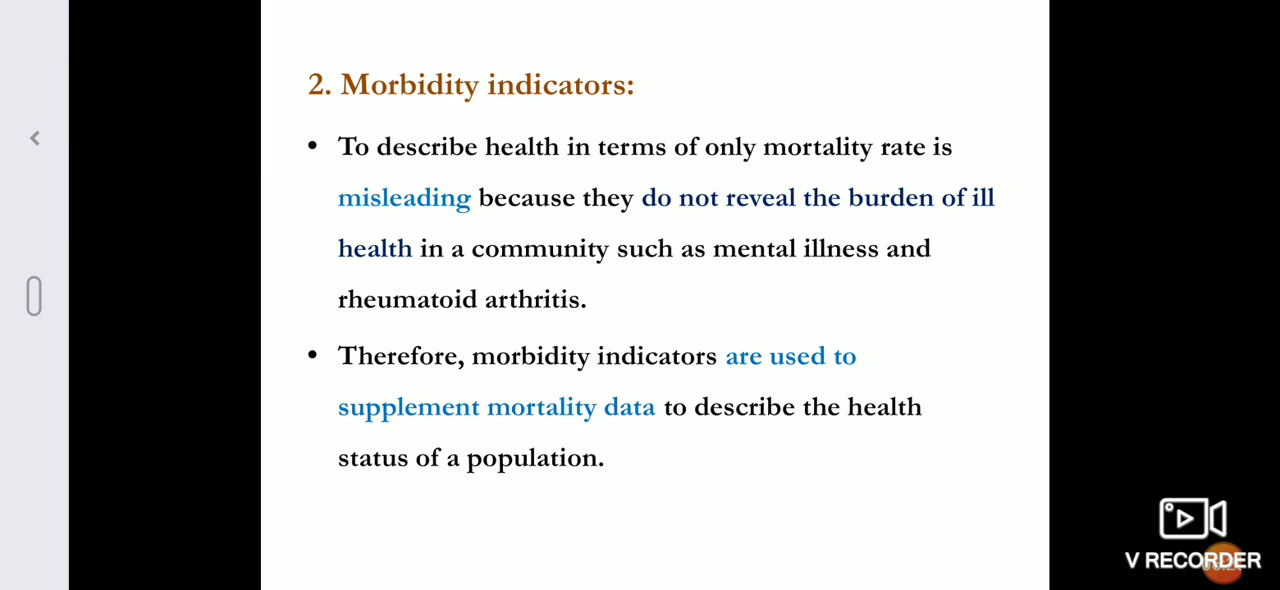 2. Morbidity indicators:
• To describe health in terms of only mortality rate is
misleading because they do not reveal the burden of ill
health in a community such as mental illness and
rheumatoid arthritis.
• Therefore, morbidity indicators are used to
supplement mortality data to describe the health
status of a population.
V RECORDER